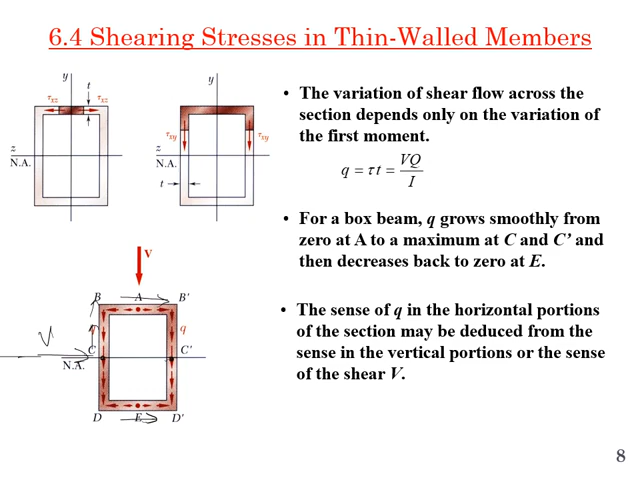 6.4 Shearing Stresses in Thin-Walled Members
y
t
τxz
τxz
z
N.A.
y
τxy
τxy
z
N.A.
t
• The variation of shear flow across the
section depends only on the variation of
the first moment.
q = τ t = VQ / I
• For a box beam, q grows smoothly from
zero at A to a maximum at C and C’ and
then decreases back to zero at E.
• The sense of q in the horizontal portions
of the section may be deduced from the
sense in the vertical portions or the sense
of the shear V.
V
B A B'
q q
V
C C'
N.A.
D E D'
8